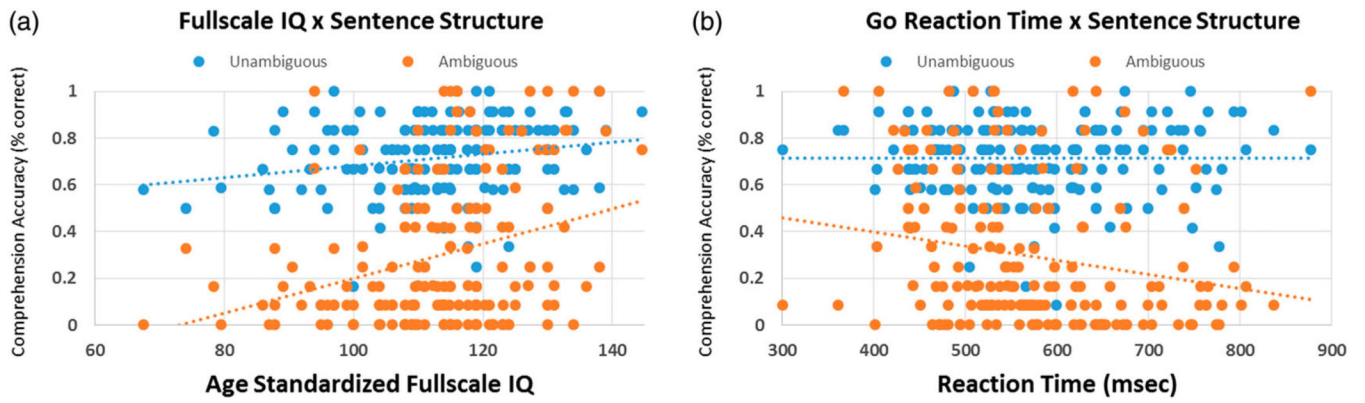 (a)
Fullscale IQ x Sentence Structure
Unambiguous Ambiguous
Comprehension Accuracy (% correct)
1
0.8
0.6
0.4
0.2
0
60 80 100 120 140
Age Standardized Fullscale IQ
(b)
Go Reaction Time x Sentence Structure
Unambiguous Ambiguous
Comprehension Accuracy (% correct)
1
0.8
0.6
0.4
0.2
0
300 400 500 600 700 800 900
Reaction Time (msec)